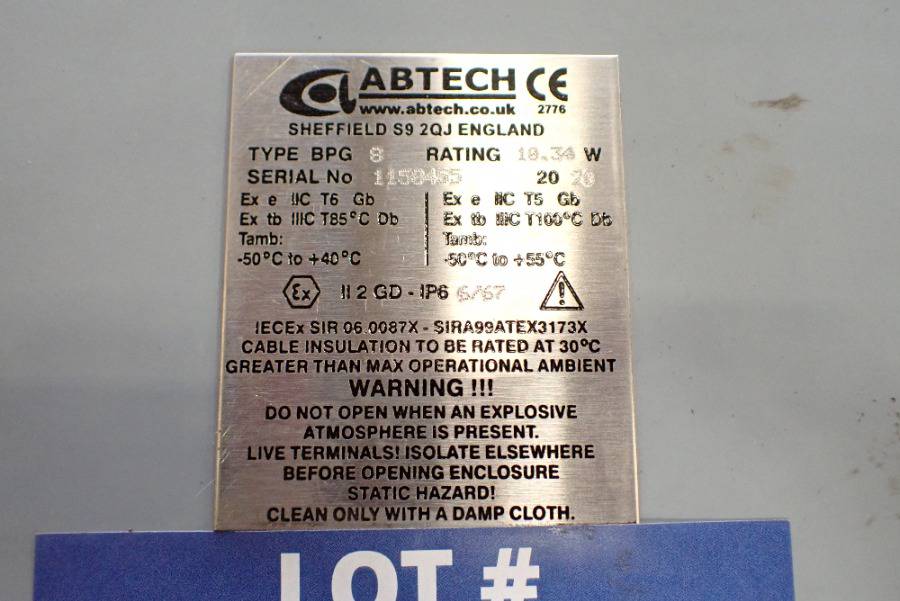 ABTECH CE
www.abtech.co.uk 2776
SHEFFIELD S9 2QJ ENGLAND
TYPE BPG 8 RATING 18.34 W
SERIAL No 20 20
Ex e IIC T6 Gb
Ex tb IIIC T85°C Db
Tamb:
-50°C to +40°C
Ex e IIC T5 Gb
Ex tb IIIC T100°C Db
Tamb:
-50°C to +55°C
Ex II 2 GD - IP6 6/67
IECEx SIR 06.0087X - SIRA99ATEX3173X
CABLE INSULATION TO BE RATED AT 30°C
GREATER THAN MAX OPERATIONAL AMBIENT
WARNING !!!
DO NOT OPEN WHEN AN EXPLOSIVE
ATMOSPHERE IS PRESENT.
LIVE TERMINALS! ISOLATE ELSEWHERE
BEFORE OPENING ENCLOSURE
STATIC HAZARD!
CLEAN ONLY WITH A DAMP CLOTH.
LOT #